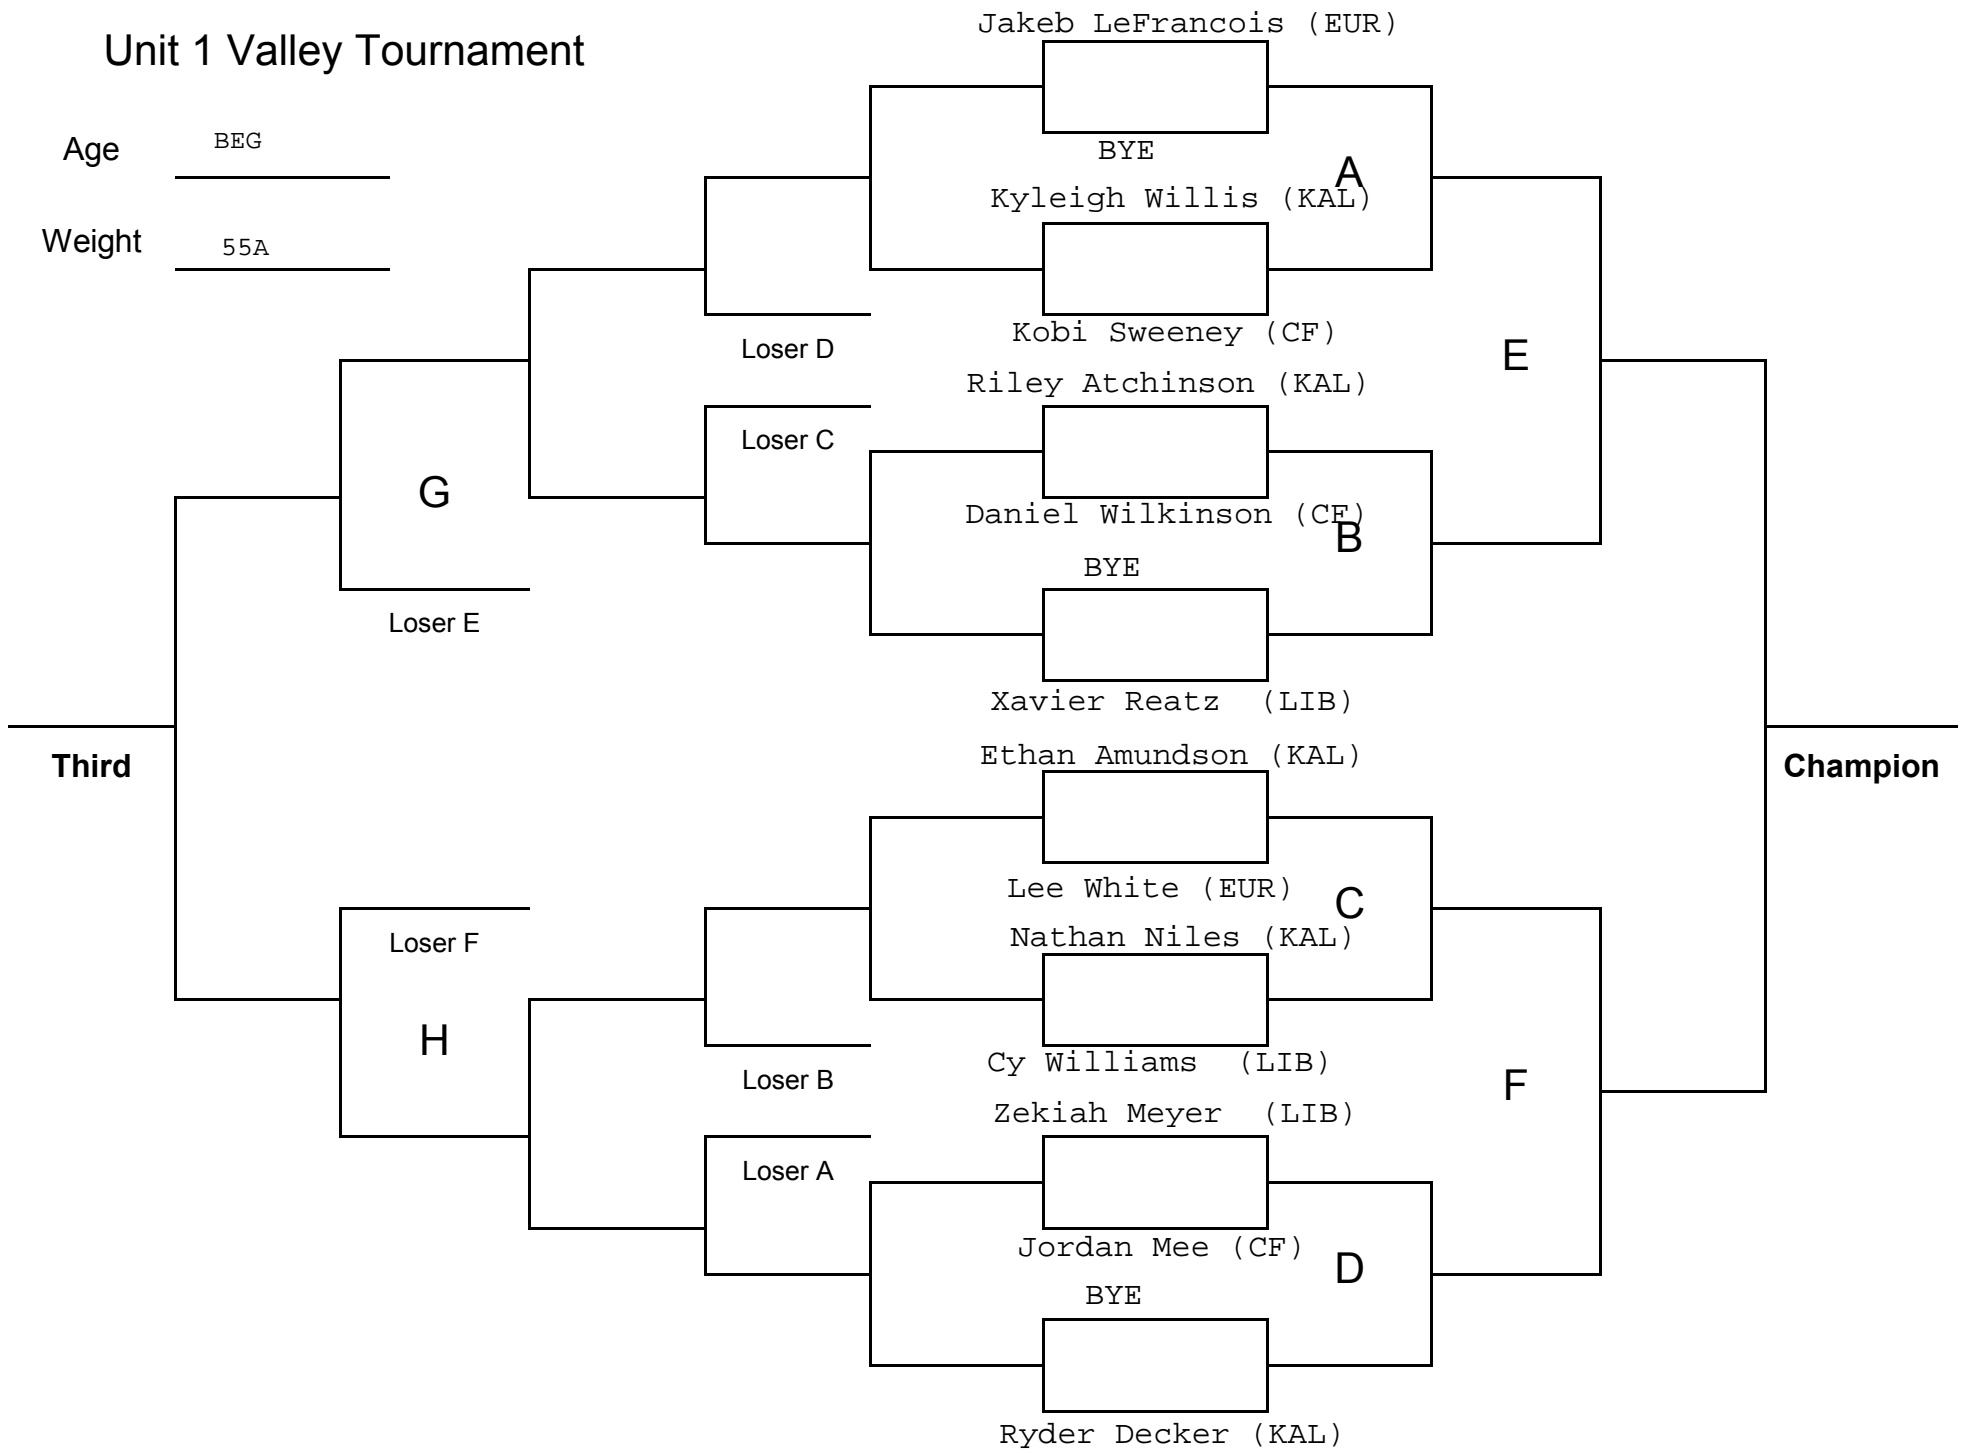 Unit 1 Valley Tournament
Age BEG
Weight 55A
Jakeb LeFrancois (EUR)
BYE
A
Kyleigh Willis (KAL)
Kobi Sweeney (CF)
Loser D
E
Riley Atchinson (KAL)
Loser C
G
Daniel Wilkinson (CF)
B
BYE
Loser E
Xavier Reatz (LIB)
Ethan Amundson (KAL)
Third
Champion
Lee White (EUR)
C
Nathan Niles (KAL)
Loser F
H
Cy Williams (LIB)
Loser B
F
Zekiah Meyer (LIB)
Loser A
Jordan Mee (CF)
D
BYE
Ryder Decker (KAL)